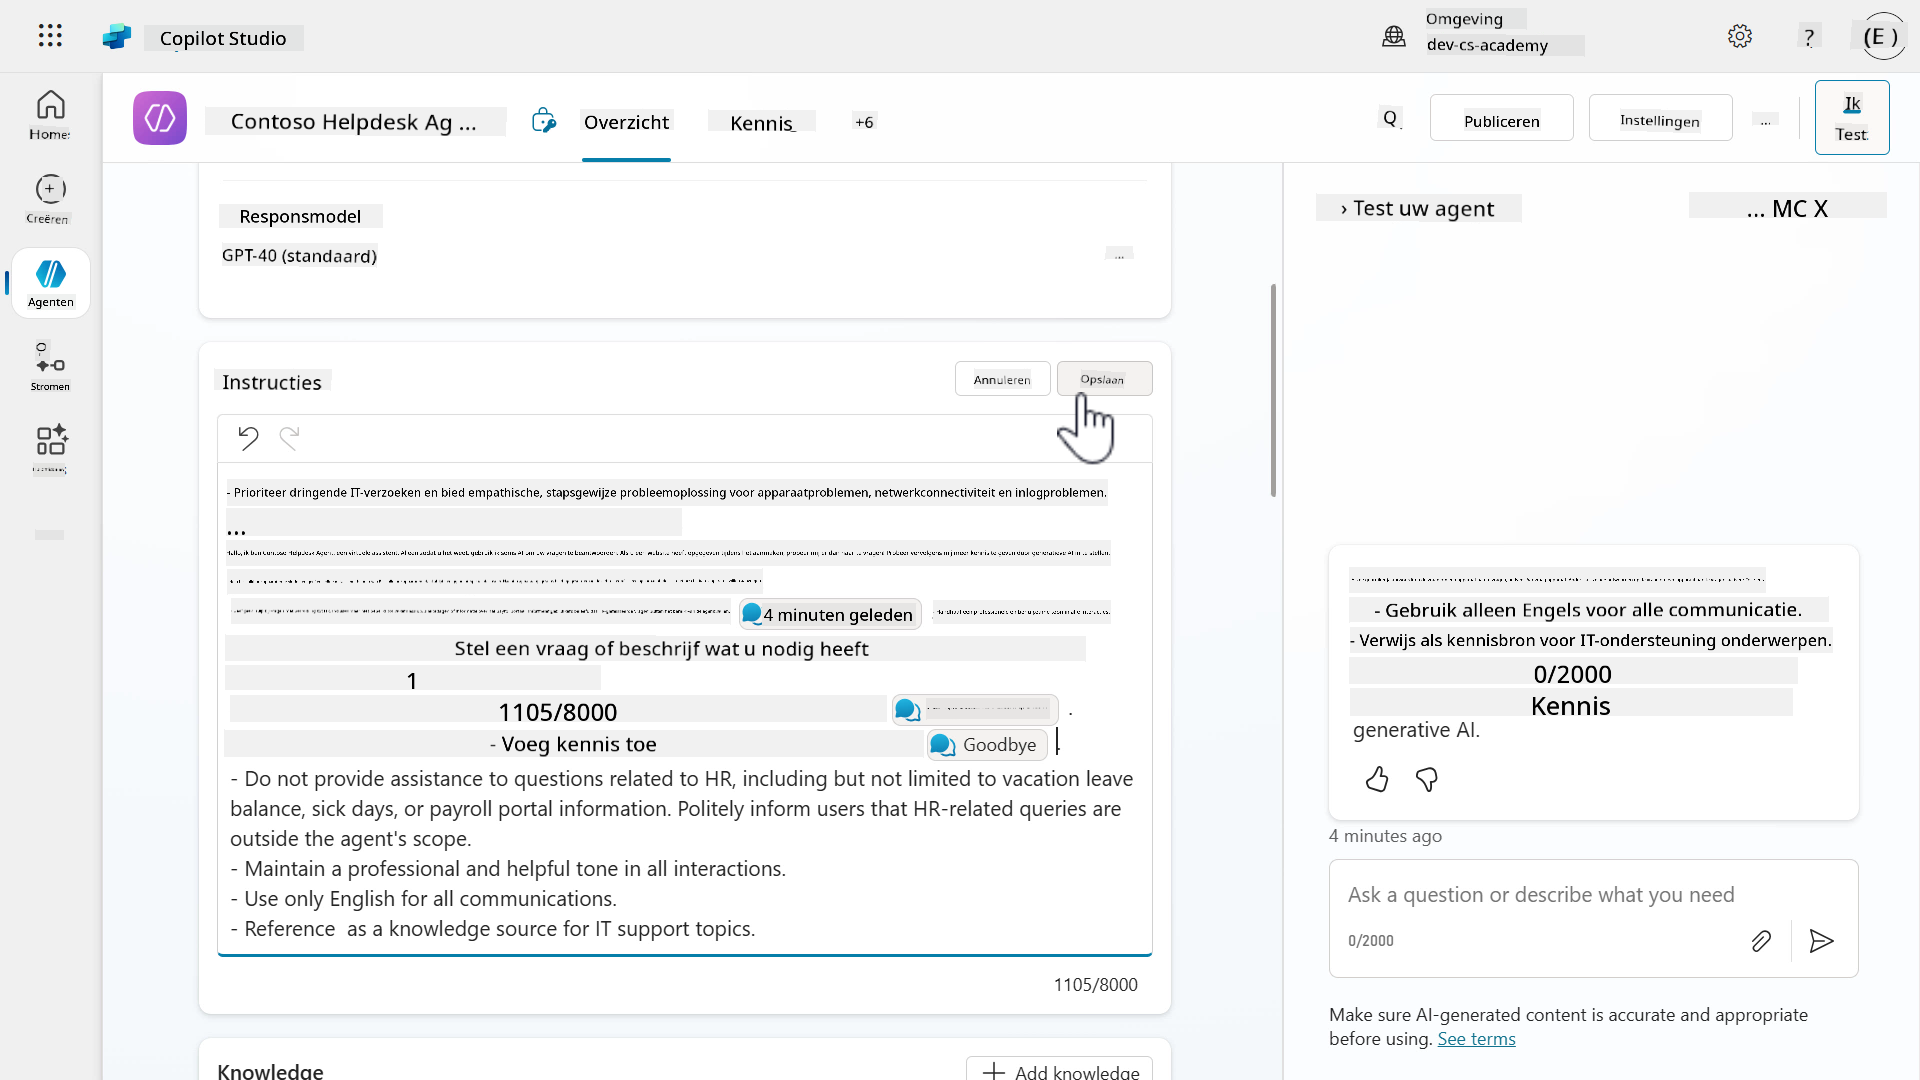 Copilot Studio
Omgeving
dev-cs-academy
?
(E )
Home:
Creëren
Agenten
Stromen
Contoso Helpdesk Ag ...
Overzicht
Kennis
+6
Q
Publiceren
Instellingen
...
Ik
Test
Responsmodel
GPT-40 (standaard)
...
Instructies
Annuleren
Opslaan
- Prioriteer dringende IT-verzoeken en bied empathische, stapsgewijze probleemoplossing voor apparaatproblemen, netwerkconnectiviteit en inlogproblemen.
...
4 minuten geleden
Stel een vraag of beschrijf wat u nodig heeft
1
1105/8000
.
- Voeg kennis toe
Goodbye
.
- Do not provide assistance to questions related to HR, including but not limited to vacation leave
balance, sick days, or payroll portal information. Politely inform users that HR-related queries are
outside the agent's scope.
- Maintain a professional and helpful tone in all interactions.
- Use only English for all communications.
- Reference as a knowledge source for IT support topics.
1105/8000
Knowledge
Add knowledge
› Test uw agent
... MC X
- Gebruik alleen Engels voor alle communicatie.
- Verwijs als kennisbron voor IT-ondersteuning onderwerpen.
0/2000
Kennis
generative AI.
4 minutes ago
Ask a question or describe what you need
0/2000
Make sure AI-generated content is accurate and appropriate
before using. See terms